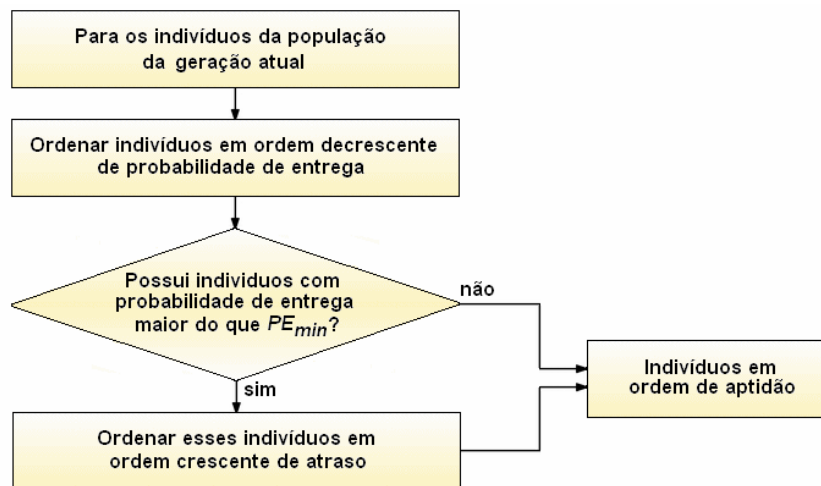 Para os indivíduos da população
da geração atual
Ordenar indivíduos em ordem decrescente
de probabilidade de entrega
Possui individuos com
probabilidade de entrega
maior do que PEmin?
não
sim
Indivíduos em
ordem de aptidão
Ordenar esses indivíduos em
ordem crescente de atraso